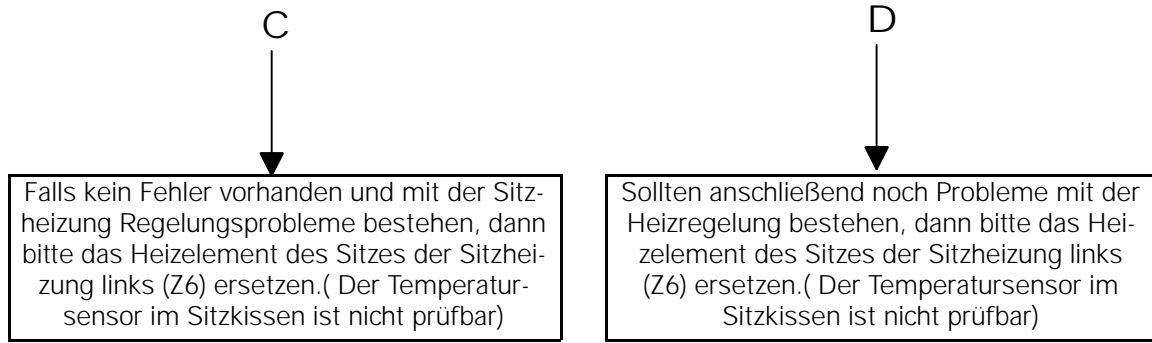 C
Falls kein Fehler vorhanden und mit der Sitz-
heizung Regelungsprobleme bestehen, dann
bitte das Heizelement des Sitzes der Sitzhei-
zung links (Z6) ersetzen.( Der Temperatur-
sensor im Sitzkissen ist nicht prüfbar)
D
Sollten anschließend noch Probleme mit der
Heizregelung bestehen, dann bitte das Hei-
zelement des Sitzes der Sitzheizung links
(Z6) ersetzen.( Der Temperatursensor im
Sitzkissen ist nicht prüfbar)